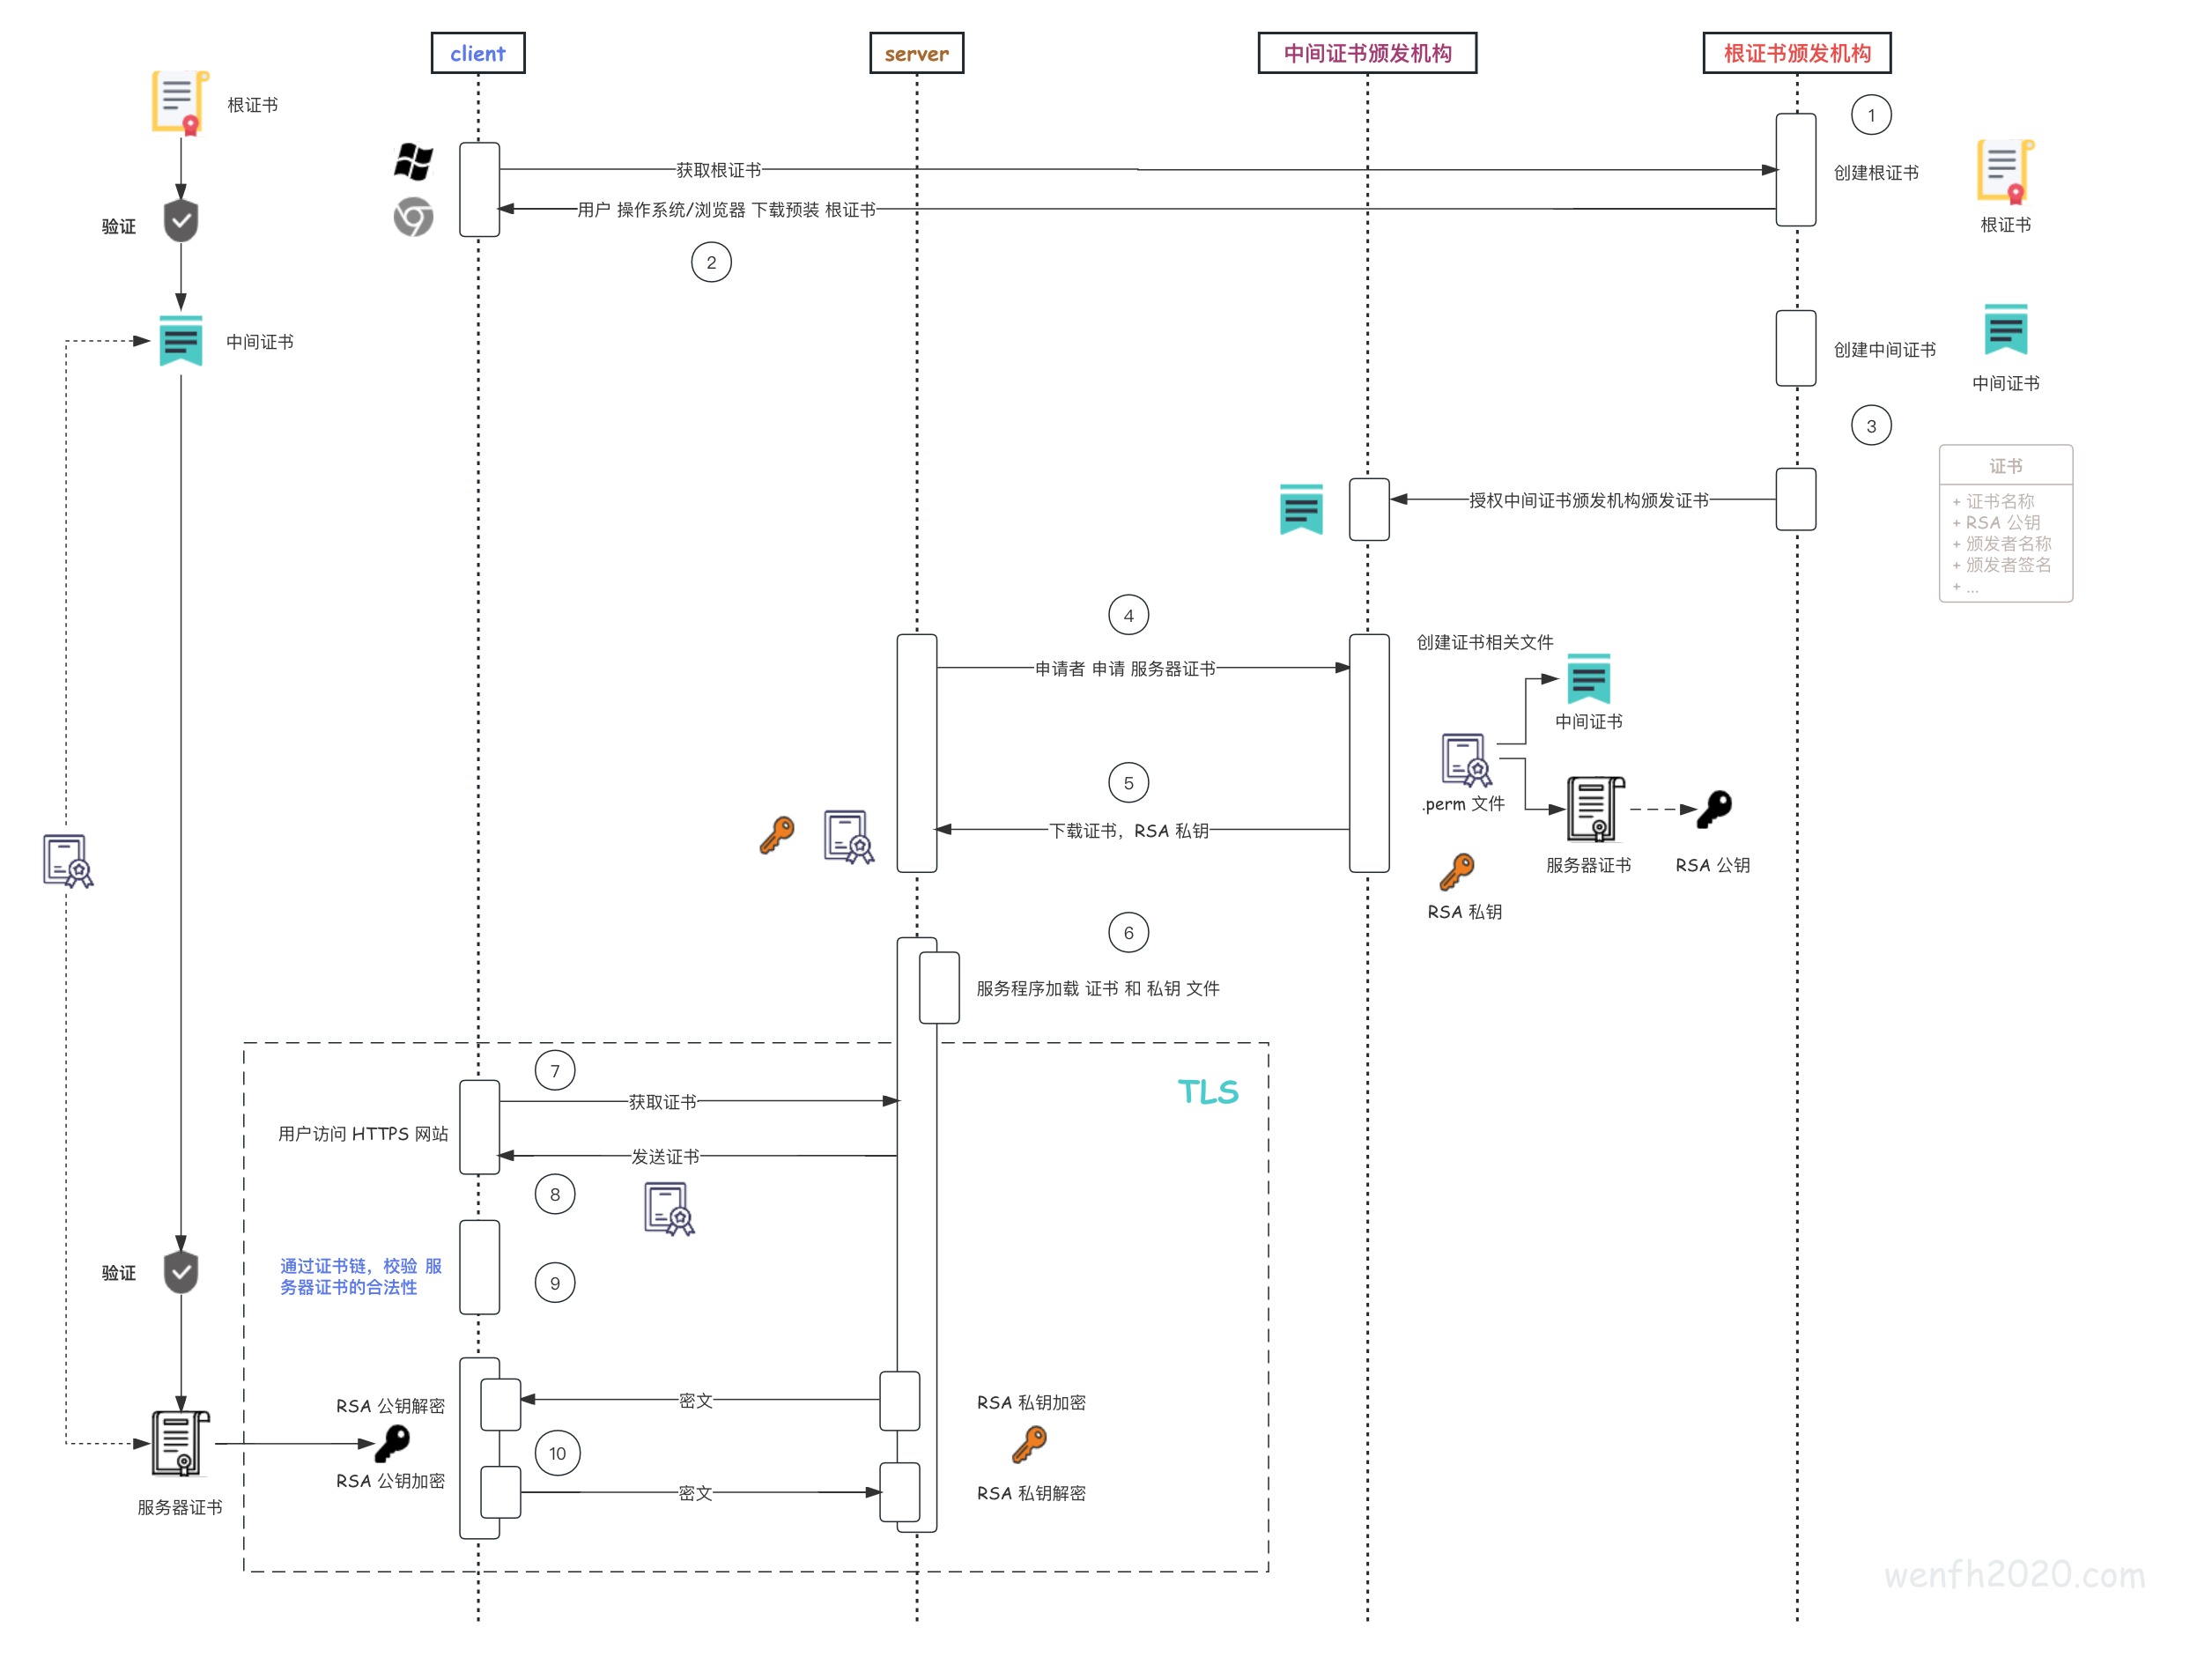 client
server
中间证书颁发机构
根证书颁发机构
根证书
1
获取根证书
创建根证书
用户 操作系统/浏览器 下载预装 根证书
验证
根证书
2
中间证书
创建中间证书
中间证书
3
证书
+ 证书名称
+ RSA 公钥
+ 颁发者名称
+ 颁发者签名
+ ...
授权中间证书颁发机构颁发证书
4
创建证书相关文件
申请者 申请 服务器证书
中间证书
5
.perm 文件
下载证书，RSA 私钥
服务器证书
RSA 公钥
RSA 私钥
6
服务程序加载 证书 和 私钥 文件
7
TLS
获取证书
用户访问 HTTPS 网站
发送证书
8
验证
通过证书链，校验 服
务器证书的合法性
9
RSA 公钥解密
密文
RSA 私钥加密
10
RSA 公钥加密
密文
RSA 私钥解密
服务器证书
wenfh2020.com